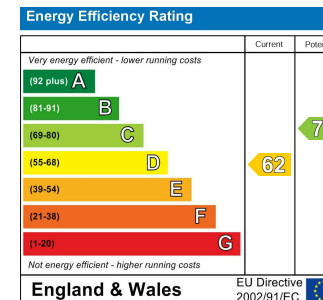 Energy Efficiency Rating
Current
Very energy efficient - lower running costs
(92 plus) A
(81-91) B
(69-80) C
(55-68) D
62
(39-54) E
(21-38) F
(1-20) G
Not energy efficient - higher running costs
England & Wales
EU Directive
2002/91/EC